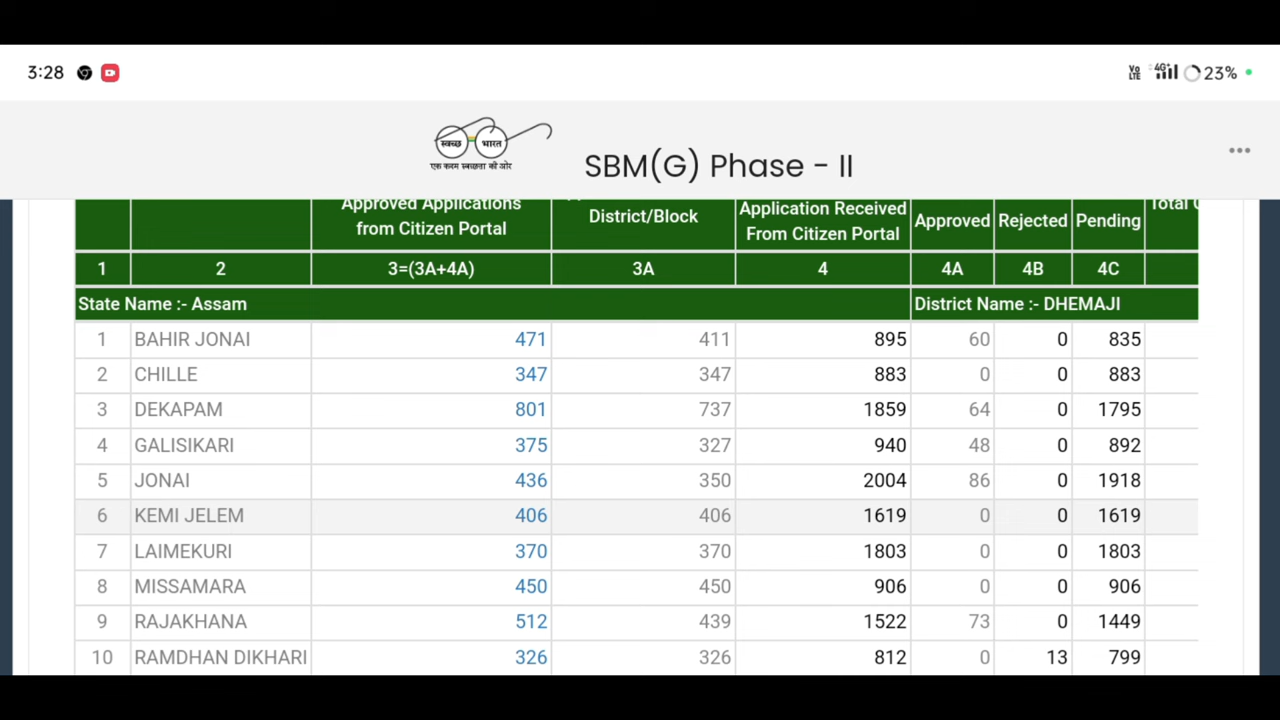 3:28 Vo LTE 4G+ 23%
स्वच्छ भारत
एक कदम स्वच्छता की ओर
SBM(G) Phase - II
Approved Applications from Citizen Portal
District/Block
Application Received From Citizen Portal
Approved Rejected Pending
Total
1 2 3=(3A+4A) 3A 4 4A 4B 4C
State Name :- Assam District Name :- DHEMAJI
1 BAHIR JONAI 471 411 895 60 0 835
2 CHILLE 347 347 883 0 0 883
3 DEKAPAM 801 737 1859 64 0 1795
4 GALISIKARI 375 327 940 48 0 892
5 JONAI 436 350 2004 86 0 1918
6 KEMI JELEM 406 406 1619 0 0 1619
7 LAIMEKURI 370 370 1803 0 0 1803
8 MISSAMARA 450 450 906 0 0 906
9 RAJAKHANA 512 439 1522 73 0 1449
10 RAMDHAN DIKHARI 326 326 812 0 13 799